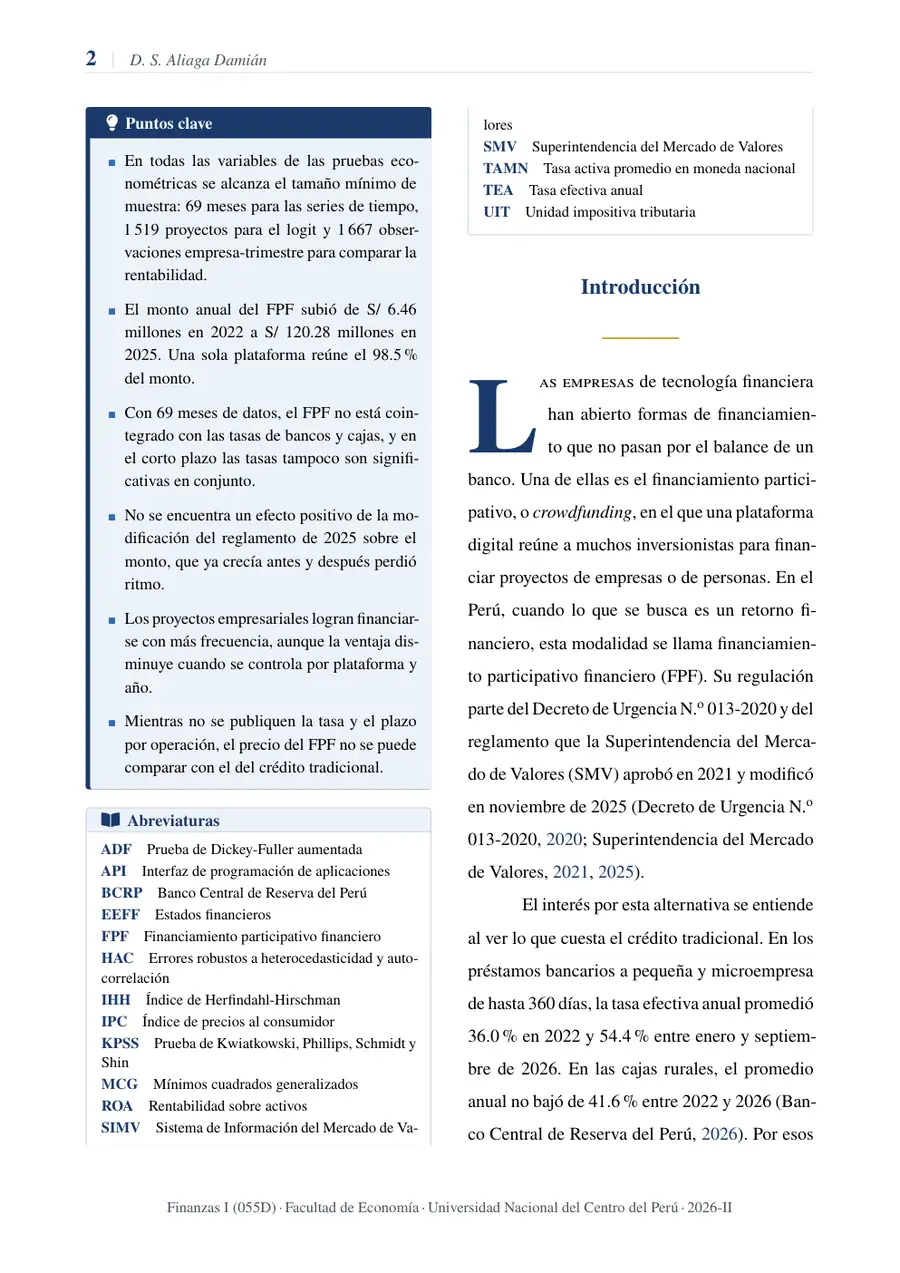 2 | D. S. Aliaga Damián
Puntos clave
En todas las variables de las pruebas eco-
nométricas se alcanza el tamaño mínimo de
muestra: 69 meses para las series de tiempo,
1 519 proyectos para el logit y 1 667 obser-
vaciones empresa-trimestre para comparar la
rentabilidad.
El monto anual del FPF subió de S/ 6.46
millones en 2022 a S/ 120.28 millones en
2025. Una sola plataforma reúne el 98.5 %
del monto.
Con 69 meses de datos, el FPF no está coin-
tegrado con las tasas de bancos y cajas, y en
el corto plazo las tasas tampoco son signifi-
cativas en conjunto.
No se encuentra un efecto positivo de la mo-
dificación del reglamento de 2025 sobre el
monto, que ya crecía antes y después perdió
ritmo.
Los proyectos empresariales logran financiar-
se con más frecuencia, aunque la ventaja dis-
minuye cuando se controla por plataforma y
año.
Mientras no se publiquen la tasa y el plazo
por operación, el precio del FPF no se puede
comparar con el del crédito tradicional.
Abreviaturas
ADF Prueba de Dickey-Fuller aumentada
API Interfaz de programación de aplicaciones
BCRP Banco Central de Reserva del Perú
EEFF Estados financieros
FPF Financiamiento participativo financiero
HAC Errores robustos a heterocedasticidad y auto-
correlación
IHH Índice de Herfindahl-Hirschman
IPC Índice de precios al consumidor
KPSS Prueba de Kwiatkowski, Phillips, Schmidt y
Shin
MCG Mínimos cuadrados generalizados
ROA Rentabilidad sobre activos
SIMV Sistema de Información del Mercado de Va-
lores
SMV Superintendencia del Mercado de Valores
TAMN Tasa activa promedio en moneda nacional
TEA Tasa efectiva anual
UIT Unidad impositiva tributaria
Introducción
LAS EMPRESAS de tecnología financiera
han abierto formas de financiamien-
to que no pasan por el balance de un
banco. Una de ellas es el financiamiento partici-
pativo, o crowdfunding, en el que una plataforma
digital reúne a muchos inversionistas para finan-
ciar proyectos de empresas o de personas. En el
Perú, cuando lo que se busca es un retorno fi-
nanciero, esta modalidad se llama financiamien-
to participativo financiero (FPF). Su regulación
parte del Decreto de Urgencia N.º 013-2020 y del
reglamento que la Superintendencia del Merca-
do de Valores (SMV) aprobó en 2021 y modificó
en noviembre de 2025 (Decreto de Urgencia N.º
013-2020, 2020; Superintendencia del Mercado
de Valores, 2021, 2025).
El interés por esta alternativa se entiende
al ver lo que cuesta el crédito tradicional. En los
préstamos bancarios a pequeña y microempresa
de hasta 360 días, la tasa efectiva anual promedió
36.0 % en 2022 y 54.4 % entre enero y septiem-
bre de 2026. En las cajas rurales, el promedio
anual no bajó de 41.6 % entre 2022 y 2026 (Ban-
co Central de Reserva del Perú, 2026). Por esos
Finanzas I (055D) · Facultad de Economía · Universidad Nacional del Centro del Perú · 2026-II